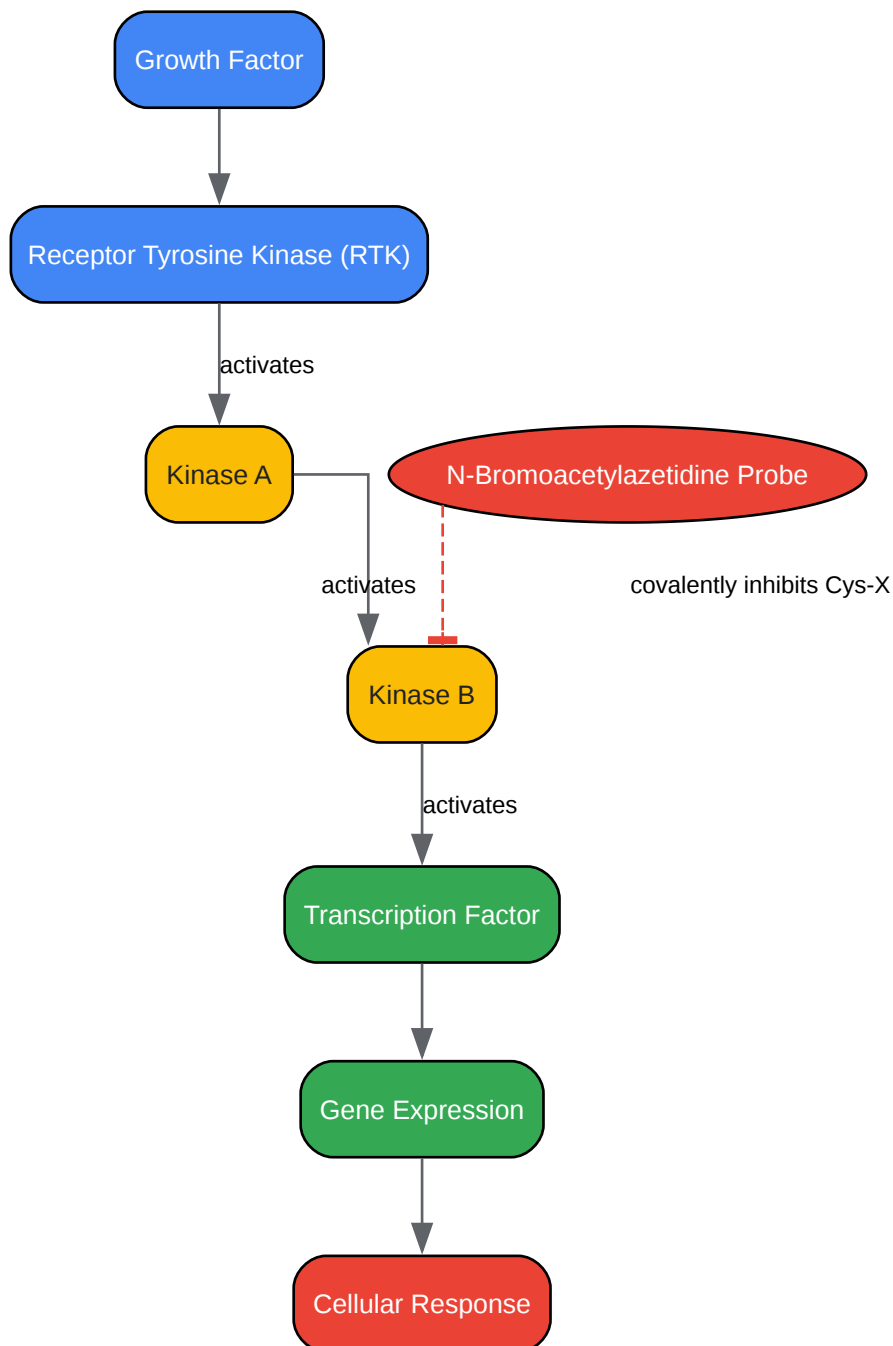 Growth Factor
Receptor Tyrosine Kinase (RTK)
activates
Kinase A
N-Bromoacetylazetidine Probe
activates
covalently inhibits Cys-X
Kinase B
activates
Transcription Factor
Gene Expression
Cellular Response